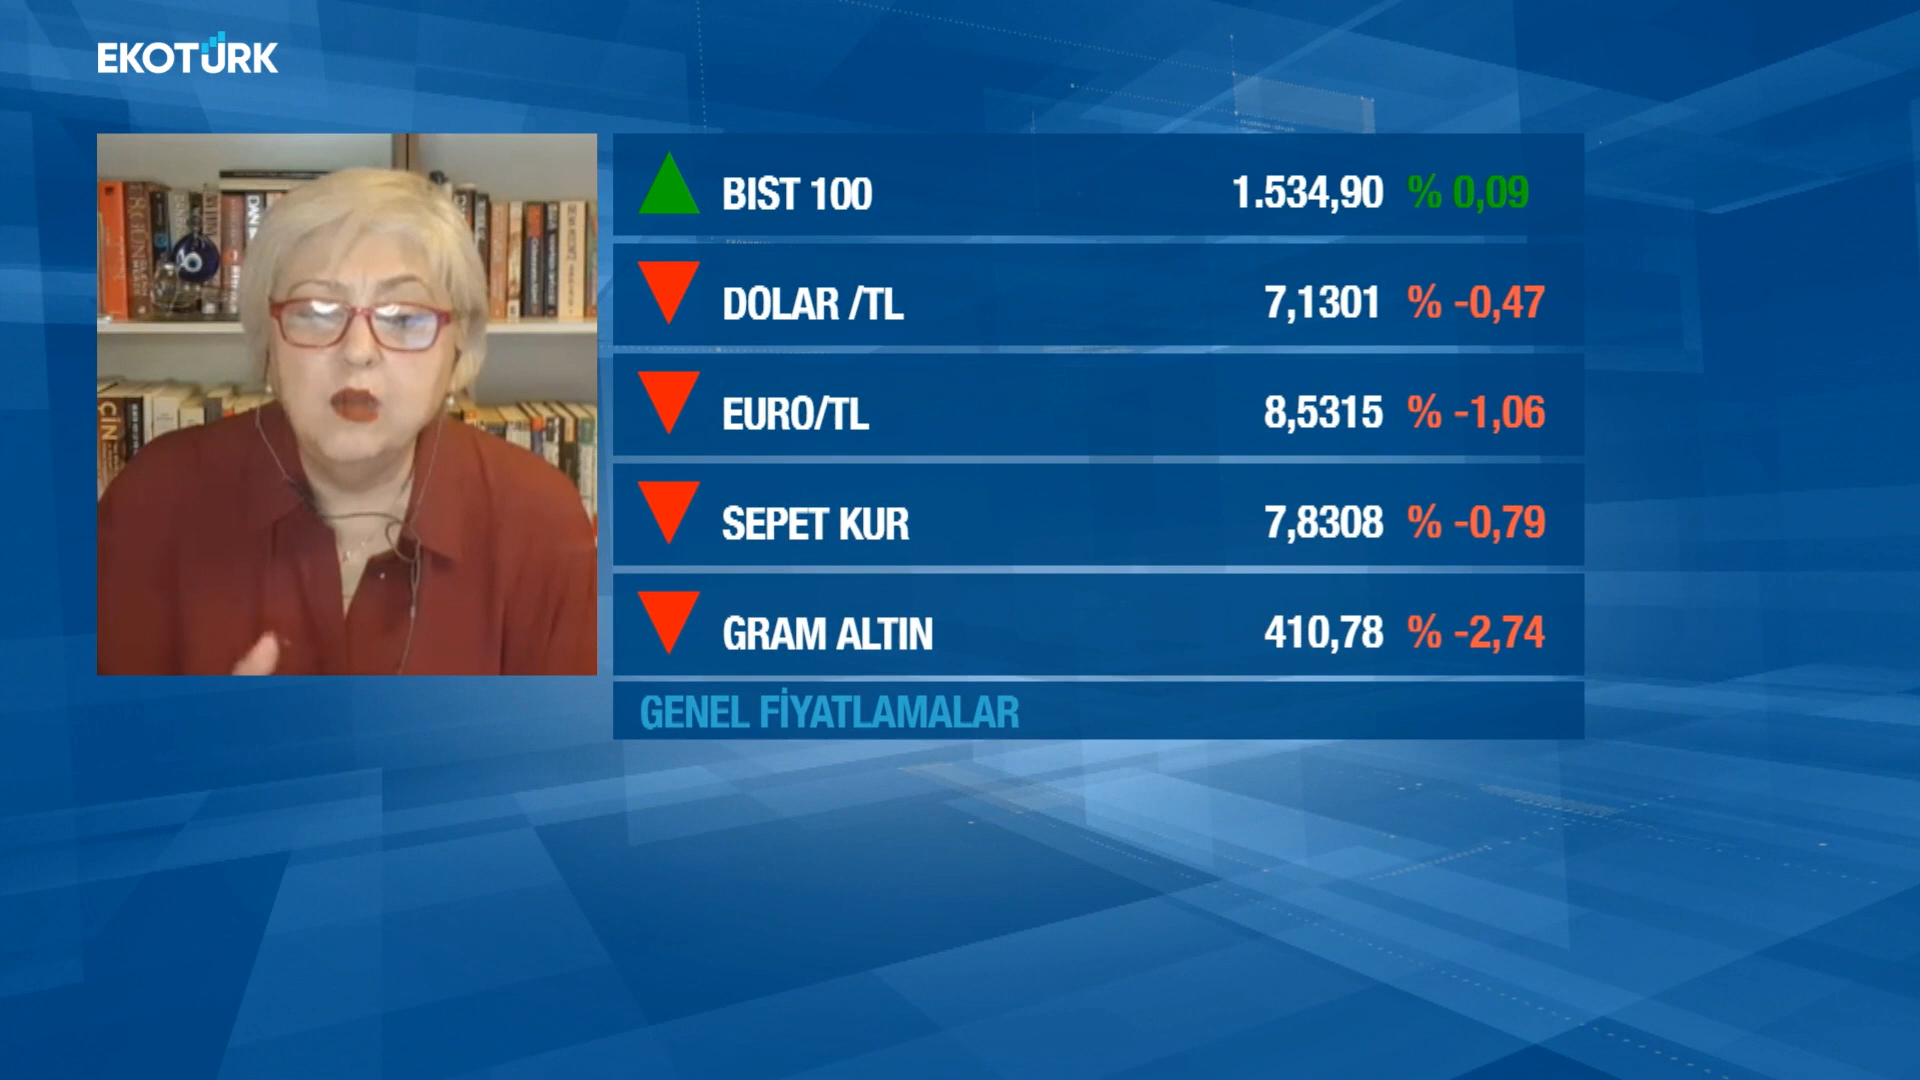 EKOTÜRK
BIST 100 1.534,90 % 0,09
DOLAR /TL 7,1301 % -0,47
EURO/TL 8,5315 % -1,06
SEPET KUR 7,8308 % -0,79
GRAM ALTIN 410,78 % -2,74
GENEL FİYATLAMALAR
ÇİN